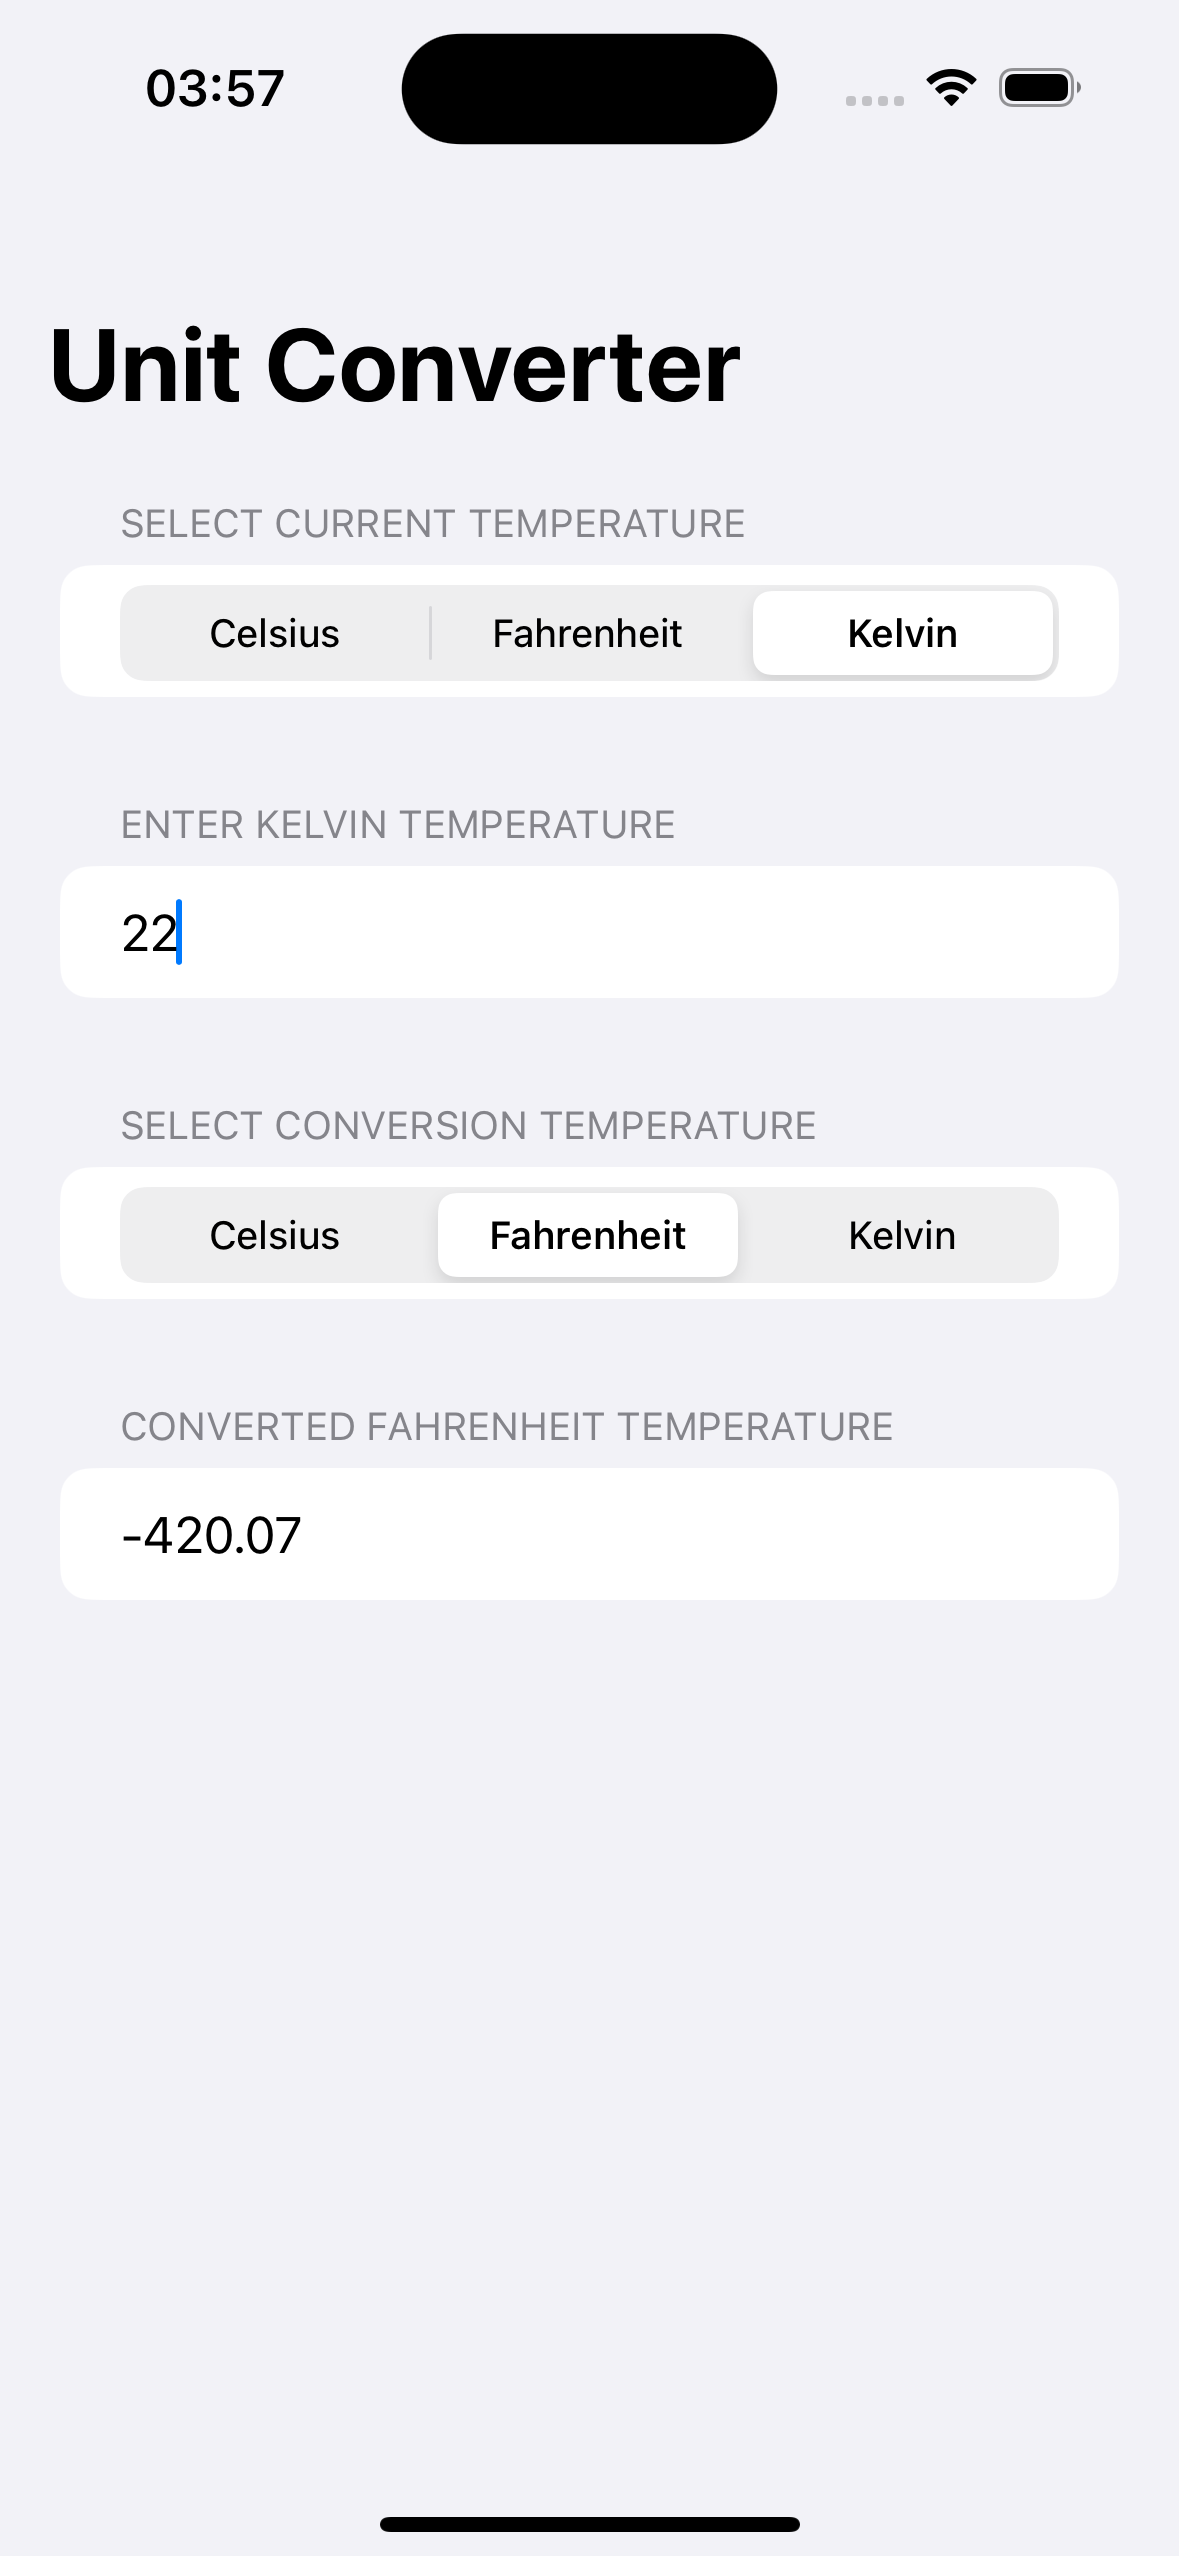 03:57
Unit Converter
SELECT CURRENT TEMPERATURE
Celsius Fahrenheit Kelvin
ENTER KELVIN TEMPERATURE
22
SELECT CONVERSION TEMPERATURE
Celsius Fahrenheit Kelvin
CONVERTED FAHRENHEIT TEMPERATURE
-420.07